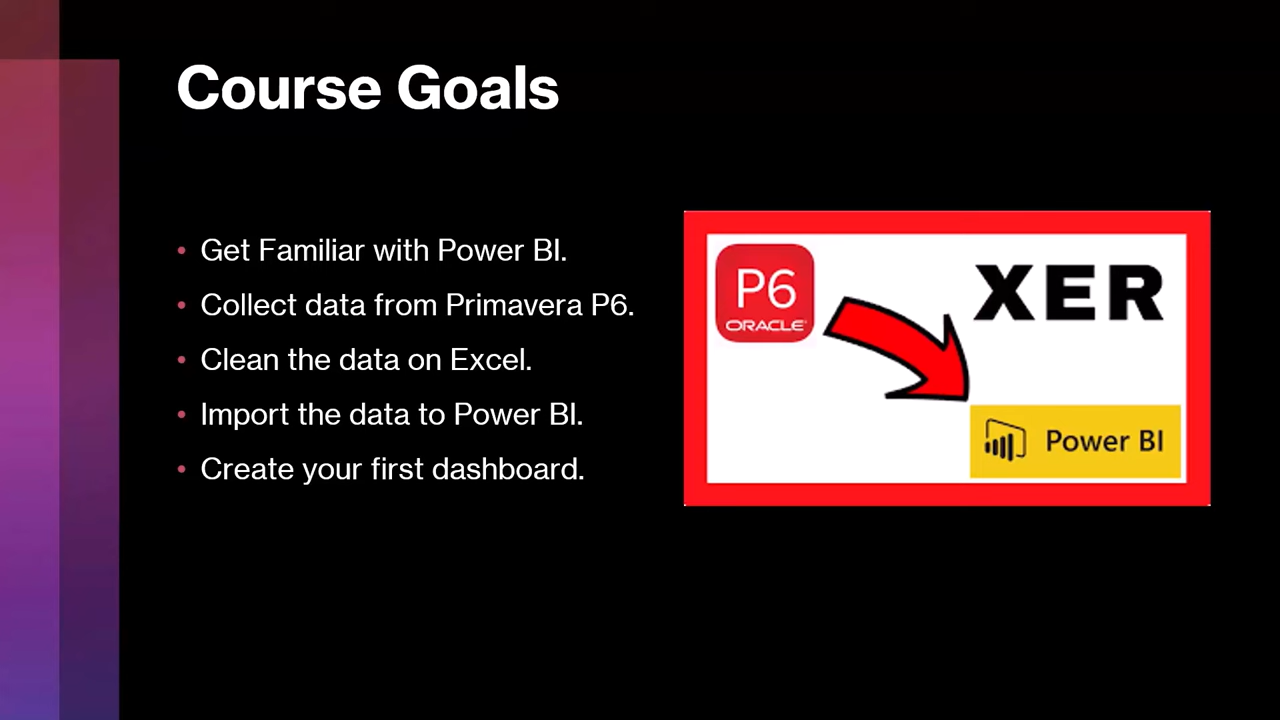 Course Goals
• Get Familiar with Power BI.
• Collect data from Primavera P6.
• Clean the data on Excel.
• Import the data to Power BI.
• Create your first dashboard.
P6
ORACLE
XER
Power BI